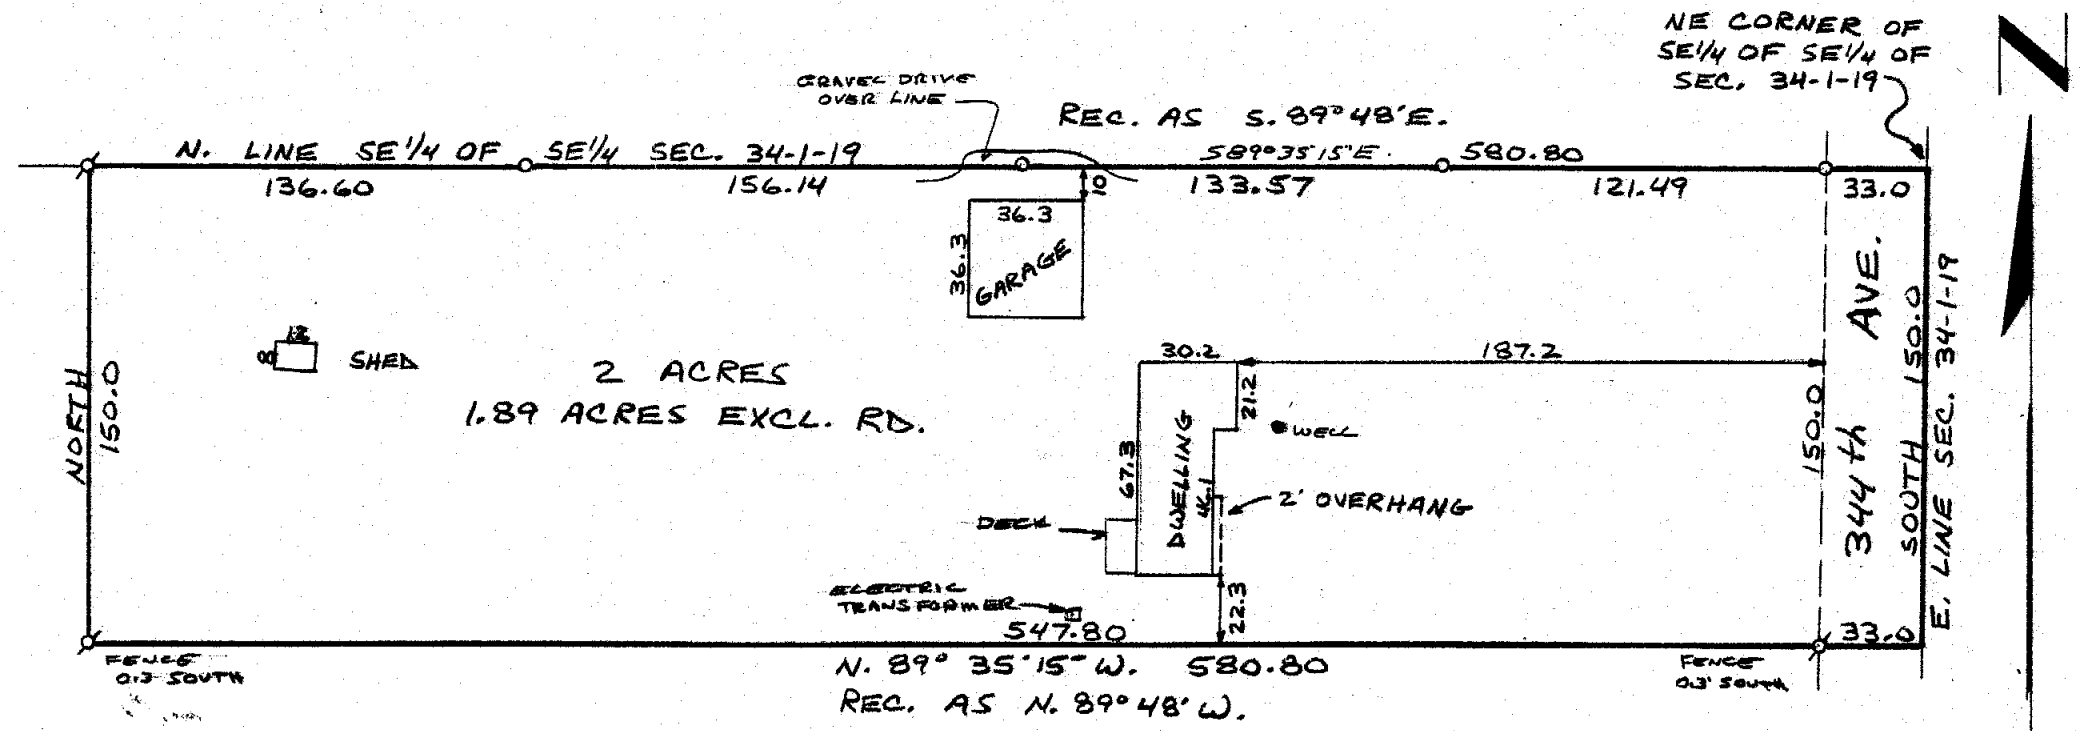 NE CORNER OF
SE1/4 OF SE1/4 OF
SEC. 34-1-19
N
GRAVEL DRIVE
OVER LINE
REC. AS S. 89° 48' E.
N. LINE SE1/4 OF SE1/4 SEC. 34-1-19
S89°35'15"E. 580.80
136.60
156.14
10
133.57
121.49
33.0
36.3
36.3
GARAGE
12
8
SHED
2 ACRES
1.89 ACRES EXCL. RD.
NORTH
150.0
30.2
187.2
21.2
67.3
DWELLING
46.1
WELL
2' OVERHANG
DECK
ELECTRIC
TRANSFORMER
22.3
150.0
344th AVE.
SOUTH 150.0
E. LINE SEC. 34-1-19
547.80
33.0
FENCE
0.3 SOUTH
N. 89° 35' 15" W. 580.80
REC. AS N. 89° 48' W.
FENCE
0.3' SOUTH